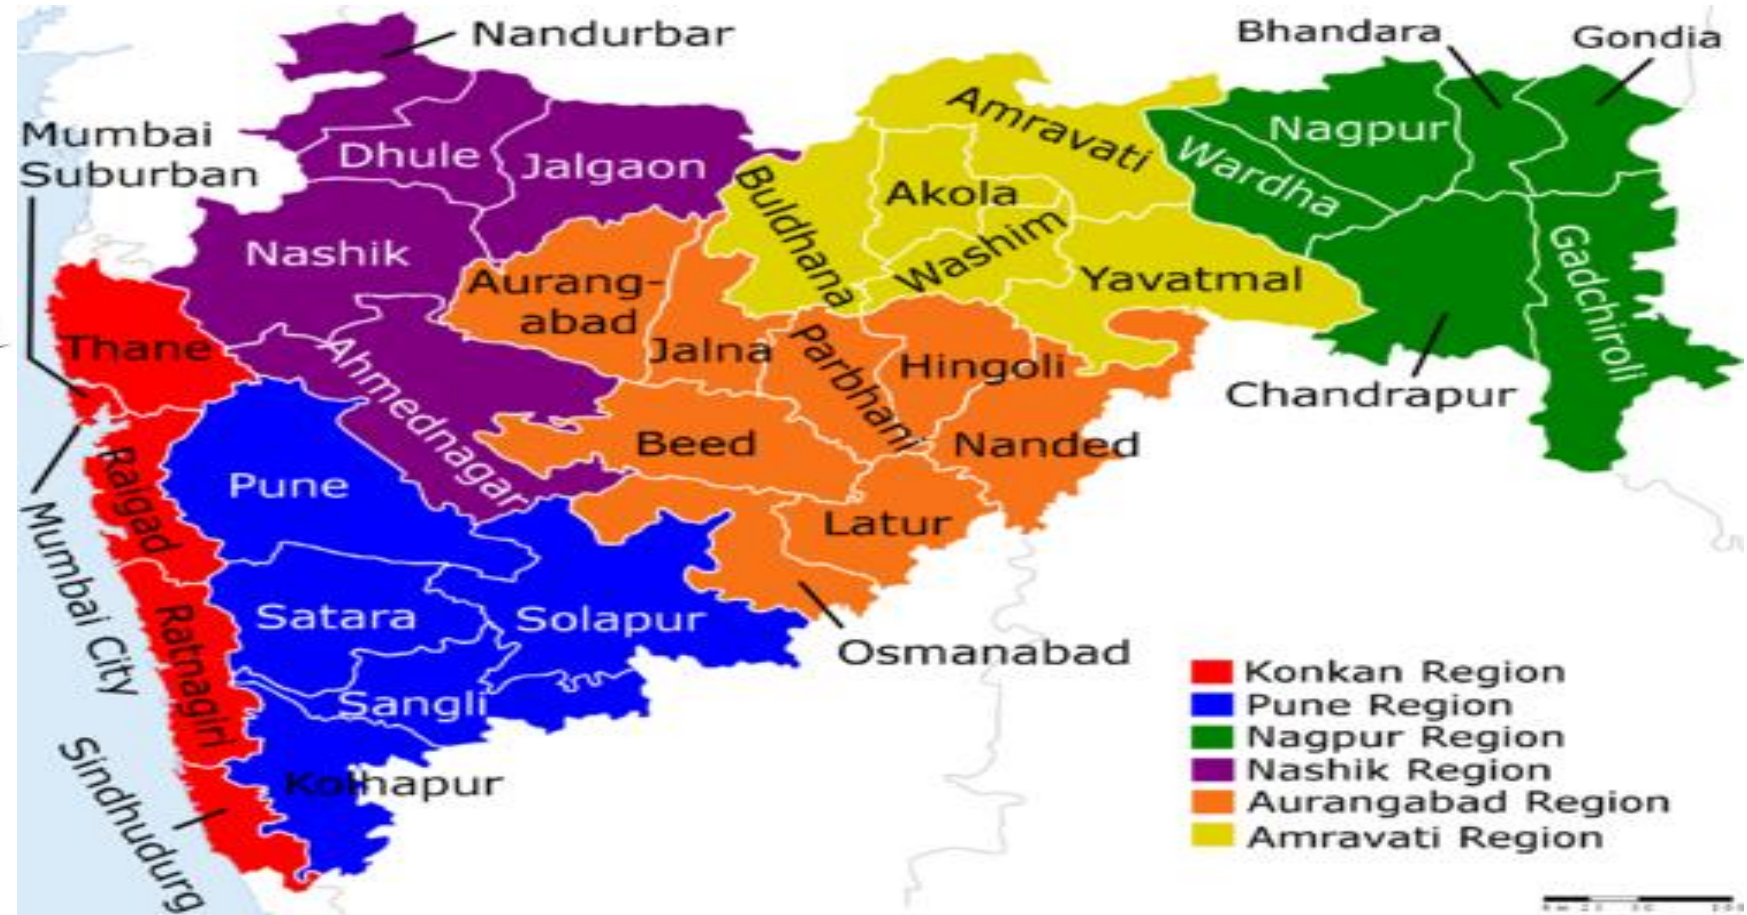 Nandurbar
Bhandara
Gondia
Mumbai
Suburban
Dhule
Jalgaon
Amravati
Nagpur
Wardha
Buldhana
Akola
Washim
Nashik
Aurang-
abad
Yavatmal
Gadchiroli
Thane
Ahmednagar
Jalna
Parbhani
Hingoli
Chandrapur
Beed
Nanded
Raigad
Pune
Latur
Mumbai City
Ratnagiri
Satara
Solapur
Osmanabad
Sangli
Kolhapur
Sindhudurg
Konkan Region
Pune Region
Nagpur Region
Nashik Region
Aurangabad Region
Amravati Region